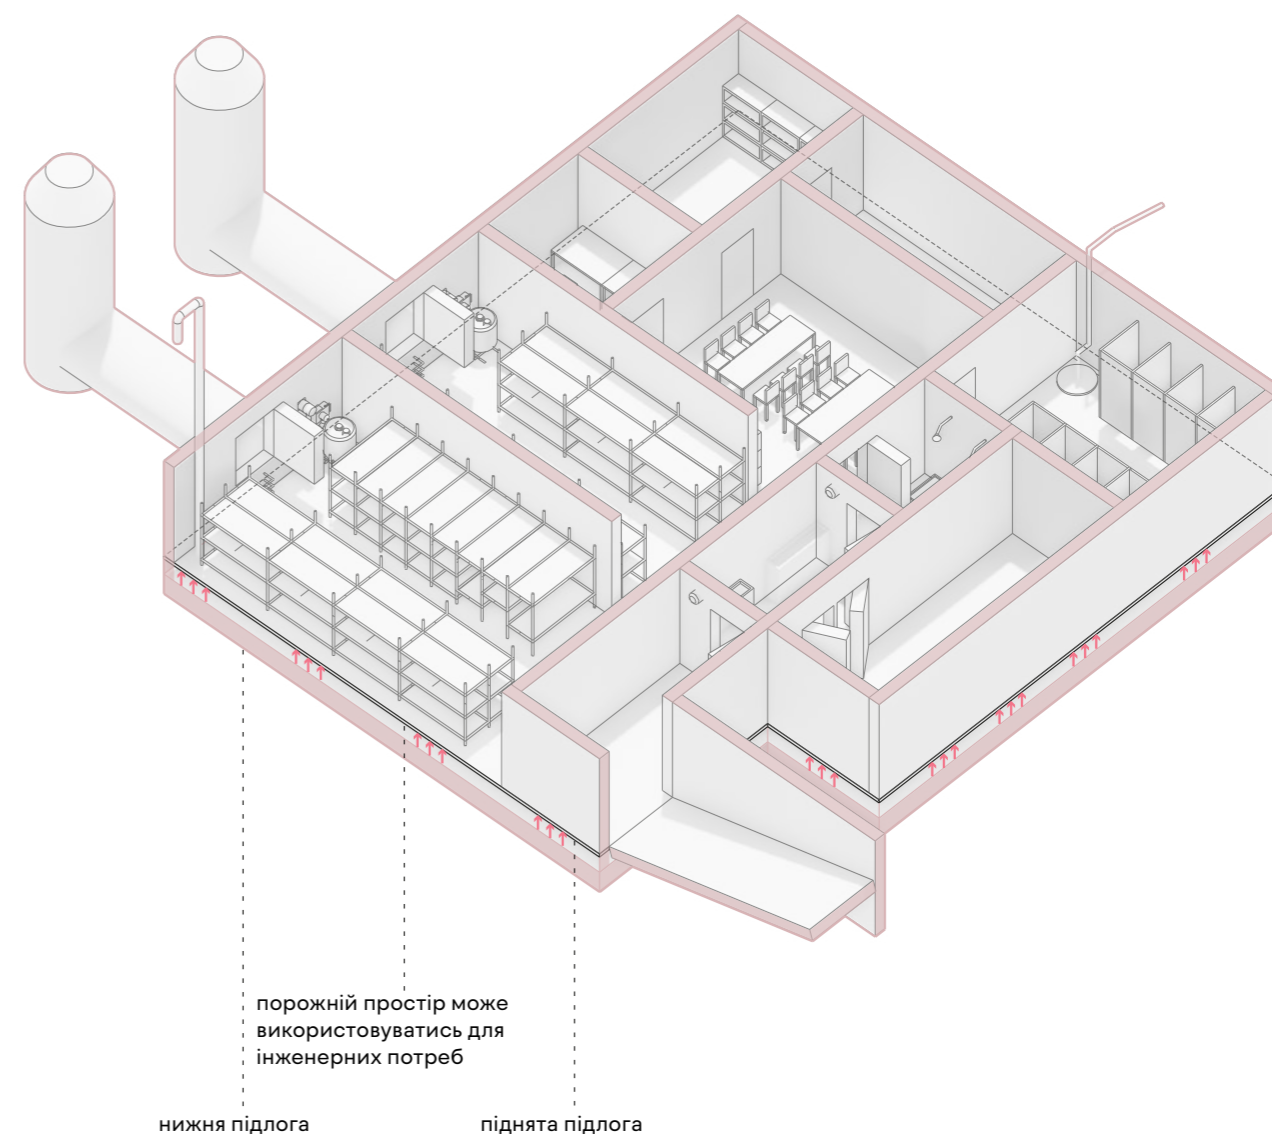 порожній простір може
використовуватись для
інженерних потреб
нижня підлога
піднята підлога